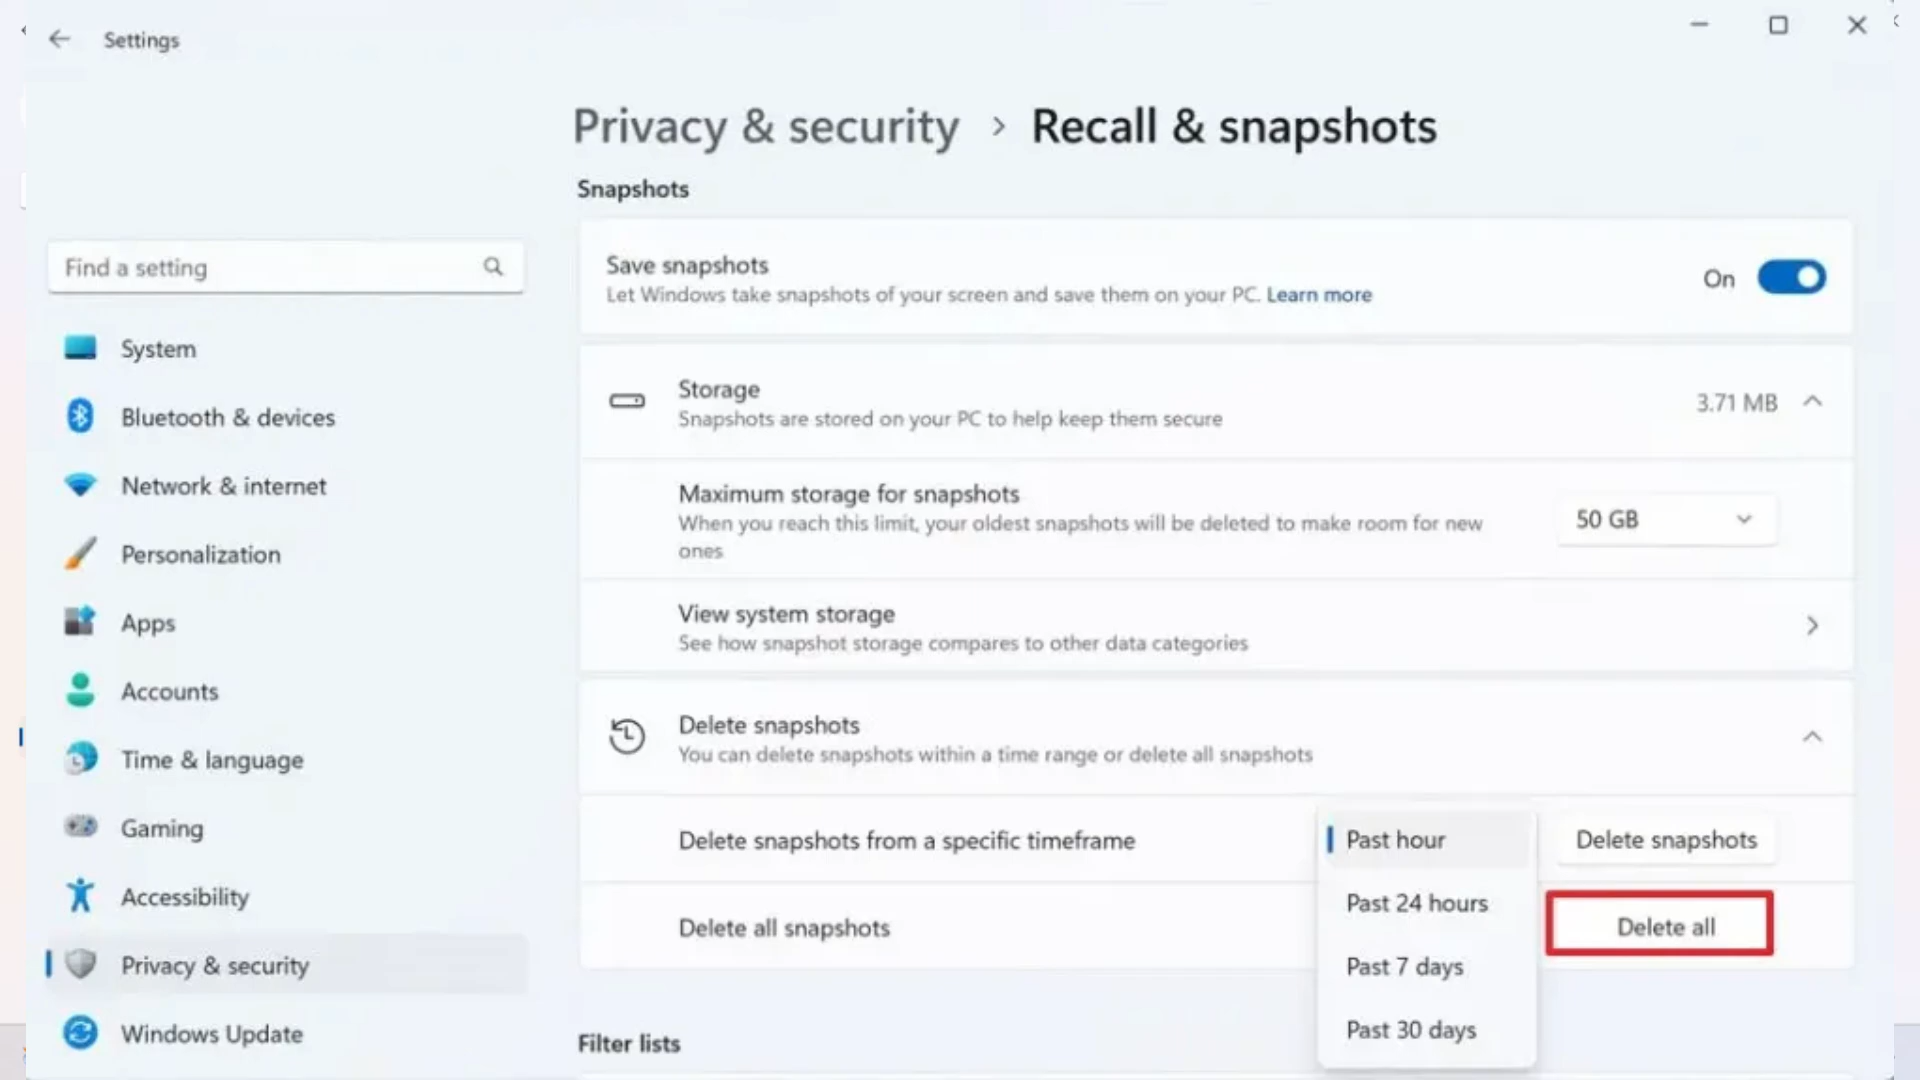 Settings
Privacy & security > Recall & snapshots
Snapshots
Find a setting
Save snapshots
Let Windows take snapshots of your screen and save them on your PC. Learn more
On
System
Bluetooth & devices
Network & internet
Personalization
Apps
Accounts
Time & language
Gaming
Accessibility
Privacy & security
Windows Update
Storage
Snapshots are stored on your PC to help keep them secure
3.71 MB
Maximum storage for snapshots
When you reach this limit, your oldest snapshots will be deleted to make room for new
ones
50 GB
View system storage
See how snapshot storage compares to other data categories
Delete snapshots
You can delete snapshots within a time range or delete all snapshots
Delete snapshots from a specific timeframe
Past hour
Past 24 hours
Past 7 days
Past 30 days
Delete snapshots
Delete all snapshots
Delete all
Filter lists